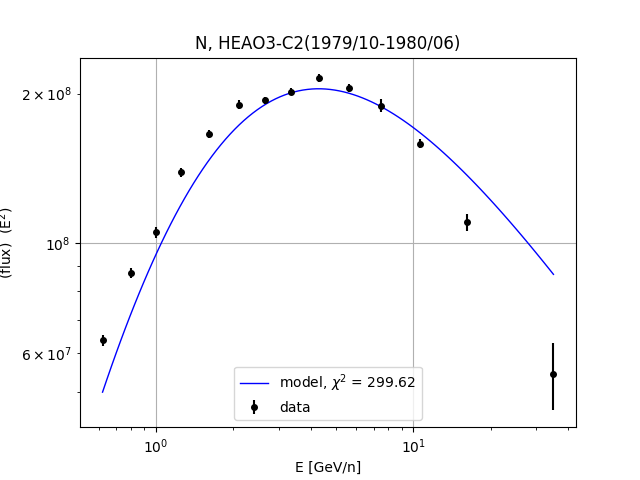 N, HEAO3-C2(1979/10-1980/06)
2 × 10⁸
10⁸
6 × 10⁷
(flux) (E²)
model, χ² = 299.62
data
10⁰
10¹
E [GeV/n]